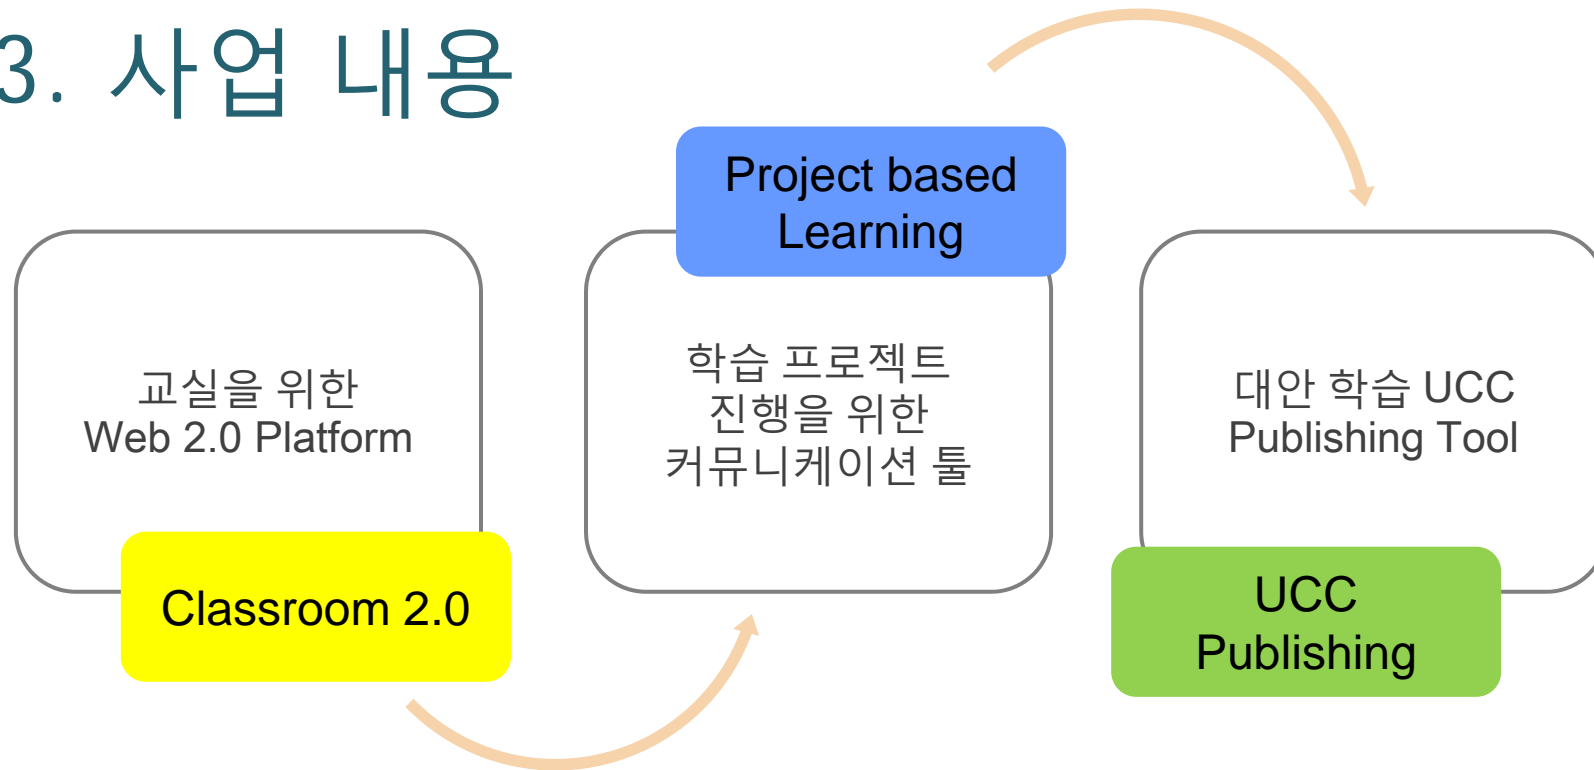 3. 사업 내용
교실을 위한
Web 2.0 Platform
Classroom 2.0
Project based
Learning
학습 프로젝트
진행을 위한
커뮤니케이션 툴
대안 학습 UCC
Publishing Tool
UCC
Publishing